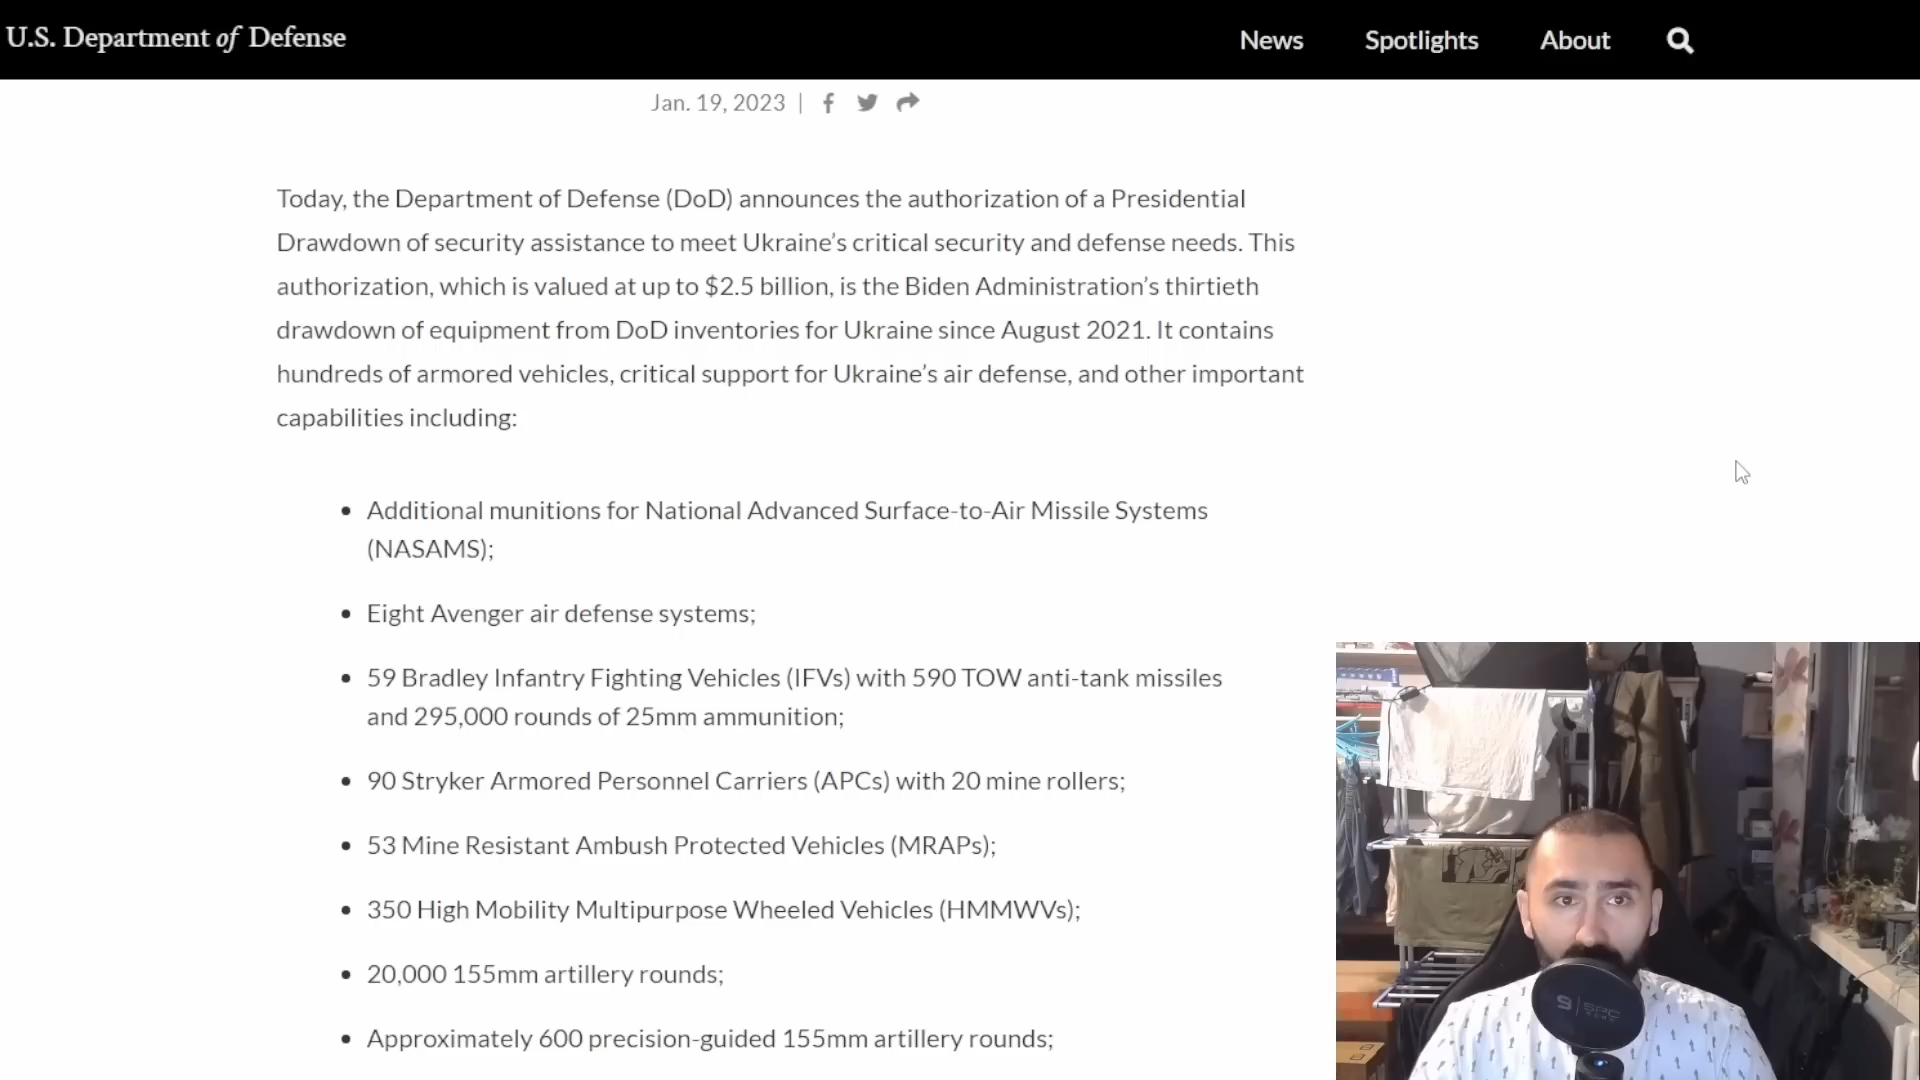 U.S. Department of Defense
News Spotlights About
Jan. 19, 2023 |
Today, the Department of Defense (DoD) announces the authorization of a Presidential
Drawdown of security assistance to meet Ukraine’s critical security and defense needs. This
authorization, which is valued at up to $2.5 billion, is the Biden Administration’s thirtieth
drawdown of equipment from DoD inventories for Ukraine since August 2021. It contains
hundreds of armored vehicles, critical support for Ukraine’s air defense, and other important
capabilities including:
• Additional munitions for National Advanced Surface-to-Air Missile Systems
(NASAMS);
• Eight Avenger air defense systems;
• 59 Bradley Infantry Fighting Vehicles (IFVs) with 590 TOW anti-tank missiles
and 295,000 rounds of 25mm ammunition;
• 90 Stryker Armored Personnel Carriers (APCs) with 20 mine rollers;
• 53 Mine Resistant Ambush Protected Vehicles (MRAPs);
• 350 High Mobility Multipurpose Wheeled Vehicles (HMMWVs);
• 20,000 155mm artillery rounds;
• Approximately 600 precision-guided 155mm artillery rounds;
SPC